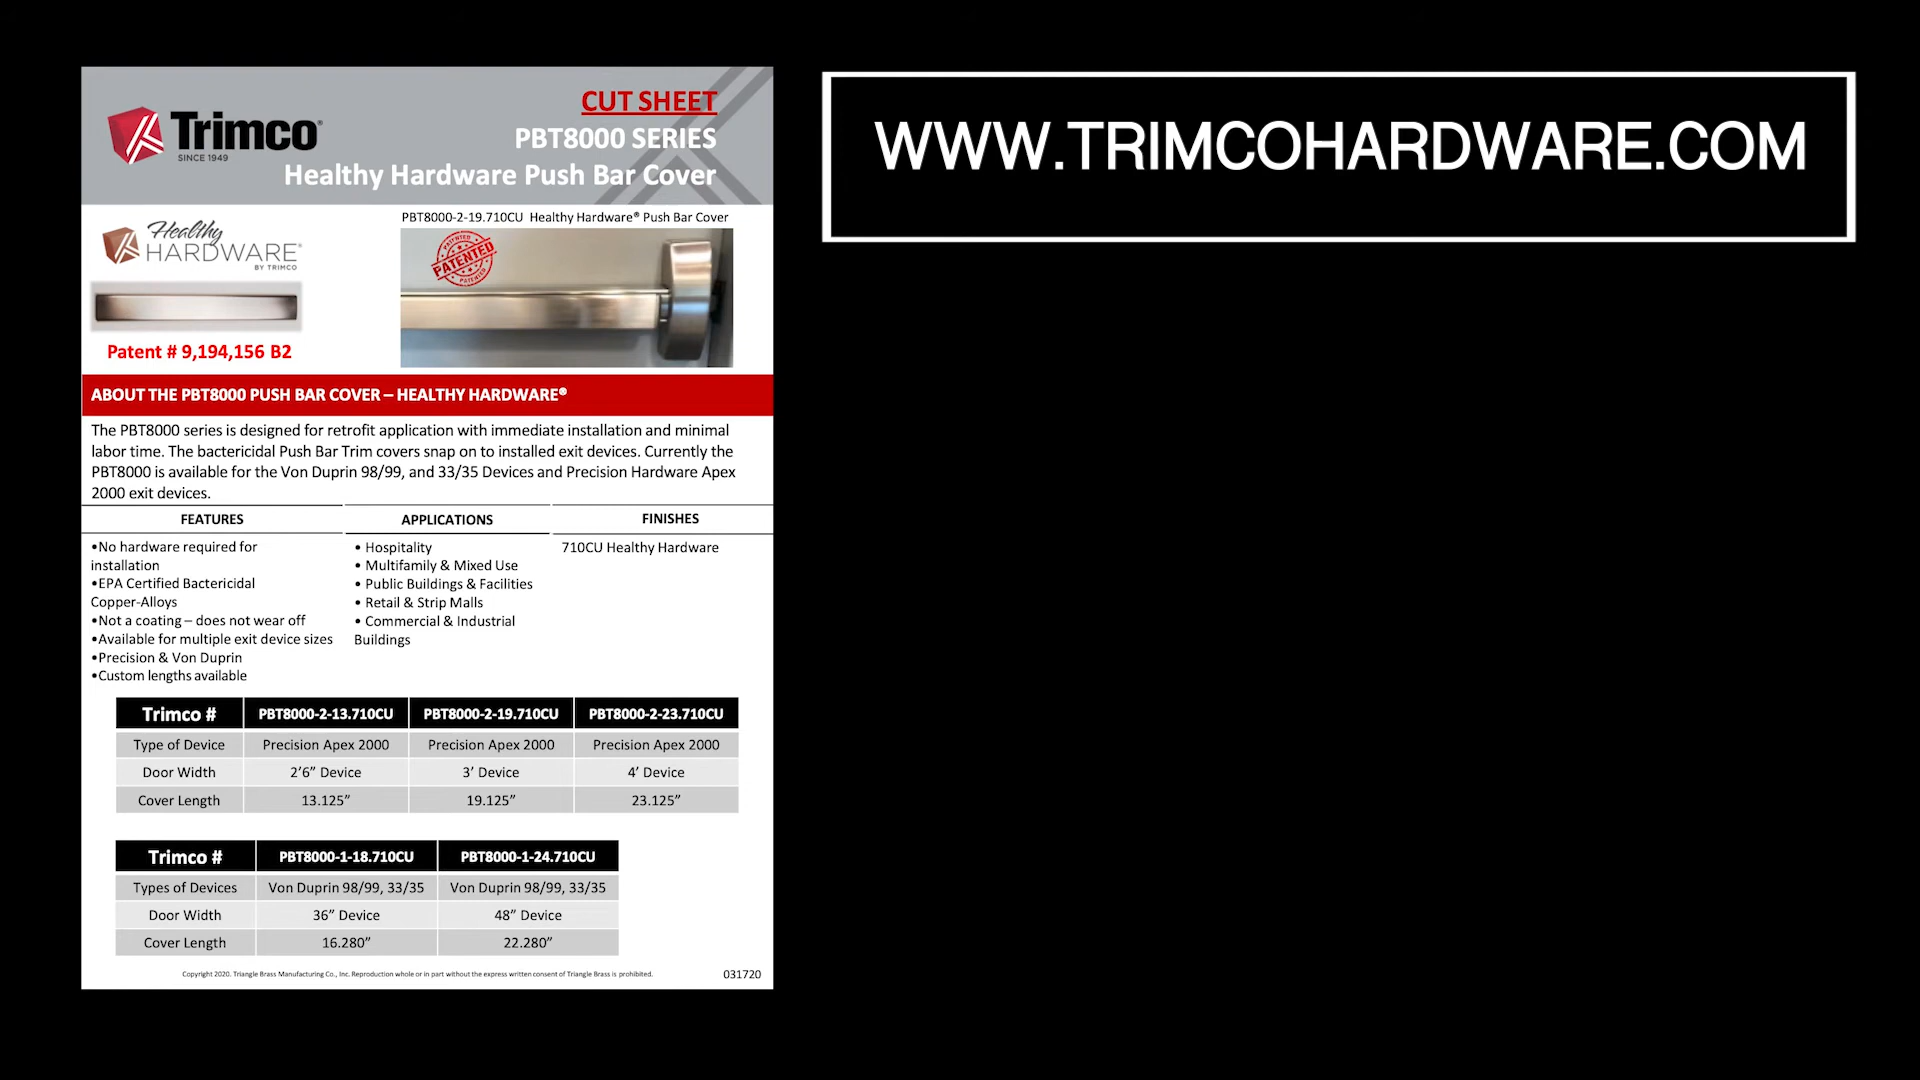 Trimco®
SINCE 1949
CUT SHEET
PBT8000 SERIES
Healthy Hardware Push Bar Cover
Healthy
HARDWARE®
BY TRIMCO
Patent # 9,194,156 B2
PBT8000-2-19.710CU Healthy Hardware® Push Bar Cover
PATENTED
PATENTED
PATENTED
ABOUT THE PBT8000 PUSH BAR COVER – HEALTHY HARDWARE®
The PBT8000 series is designed for retrofit application with immediate installation and minimal
labor time. The bactericidal Push Bar Trim covers snap on to installed exit devices. Currently the
PBT8000 is available for the Von Duprin 98/99, and 33/35 Devices and Precision Hardware Apex
2000 exit devices.
FEATURES
•No hardware required for
installation
•EPA Certified Bactericidal
Copper-Alloys
•Not a coating – does not wear off
•Available for multiple exit device sizes
•Precision & Von Duprin
•Custom lengths available
APPLICATIONS
• Hospitality
• Multifamily & Mixed Use
• Public Buildings & Facilities
• Retail & Strip Malls
• Commercial & Industrial
Buildings
FINISHES
710CU Healthy Hardware
Trimco # PBT8000-2-13.710CU PBT8000-2-19.710CU PBT8000-2-23.710CU
Type of Device Precision Apex 2000 Precision Apex 2000 Precision Apex 2000
Door Width 2’6” Device 3’ Device 4’ Device
Cover Length 13.125” 19.125” 23.125”
Trimco # PBT8000-1-18.710CU PBT8000-1-24.710CU
Types of Devices Von Duprin 98/99, 33/35 Von Duprin 98/99, 33/35
Door Width 36” Device 48” Device
Cover Length 16.280” 22.280”
Copyright 2020. Triangle Brass Manufacturing Co., Inc. Reproduction whole or in part without the express written consent of Triangle Brass is prohibited.
031720
WWW.TRIMCOHARDWARE.COM